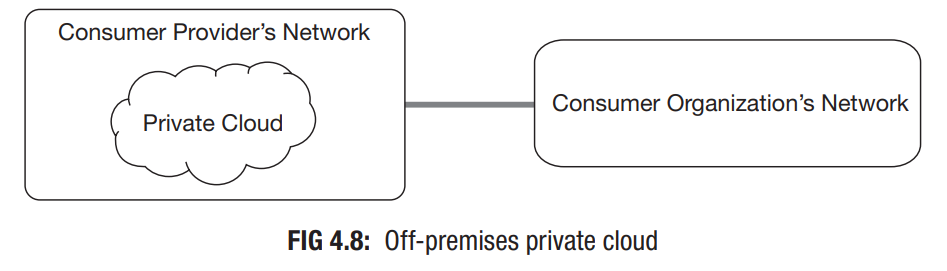 Consumer Provider’s Network
Private Cloud
Consumer Organization’s Network
FIG 4.8: Off-premises private cloud